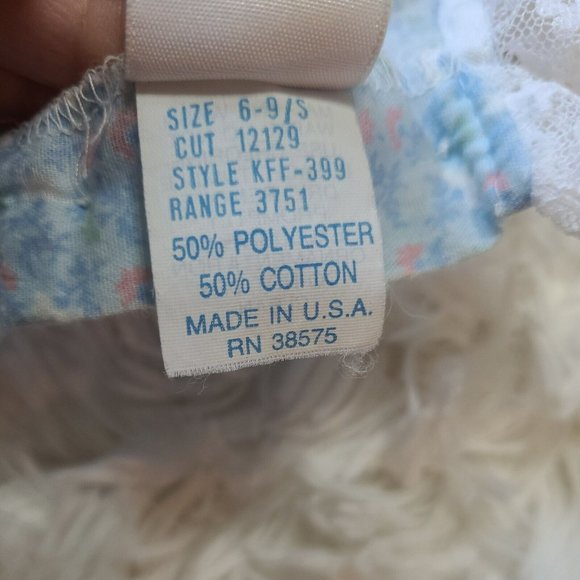 SIZE 6-9/S
CUT 12129
STYLE KFF-399
RANGE 3751
50% POLYESTER
50% COTTON
MADE IN U.S.A.
RN 38575